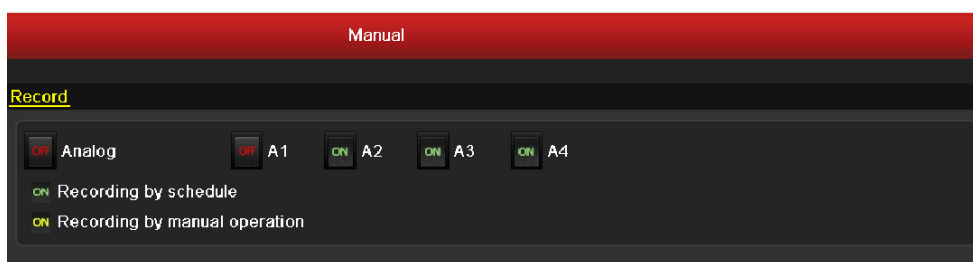 Manual
Record
OFF Analog OFF A1 ON A2 ON A3 ON A4
ON Recording by schedule
ON Recording by manual operation